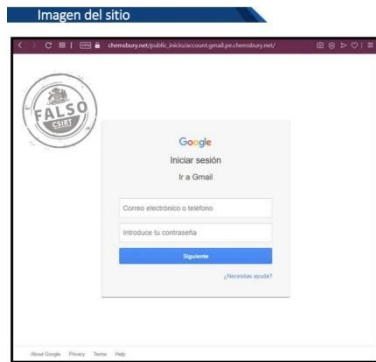 Imagen del sitio
chemsbury.net/public_inicio/account.gmail.pe.chemsbury.net/
FALSO
CSIRT
Google
Iniciar sesión
Ir a Gmail
Correo electrónico o teléfono
Introduce tu contraseña
Siguiente
¿Necesitas ayuda?
About Google Privacy Terms Help